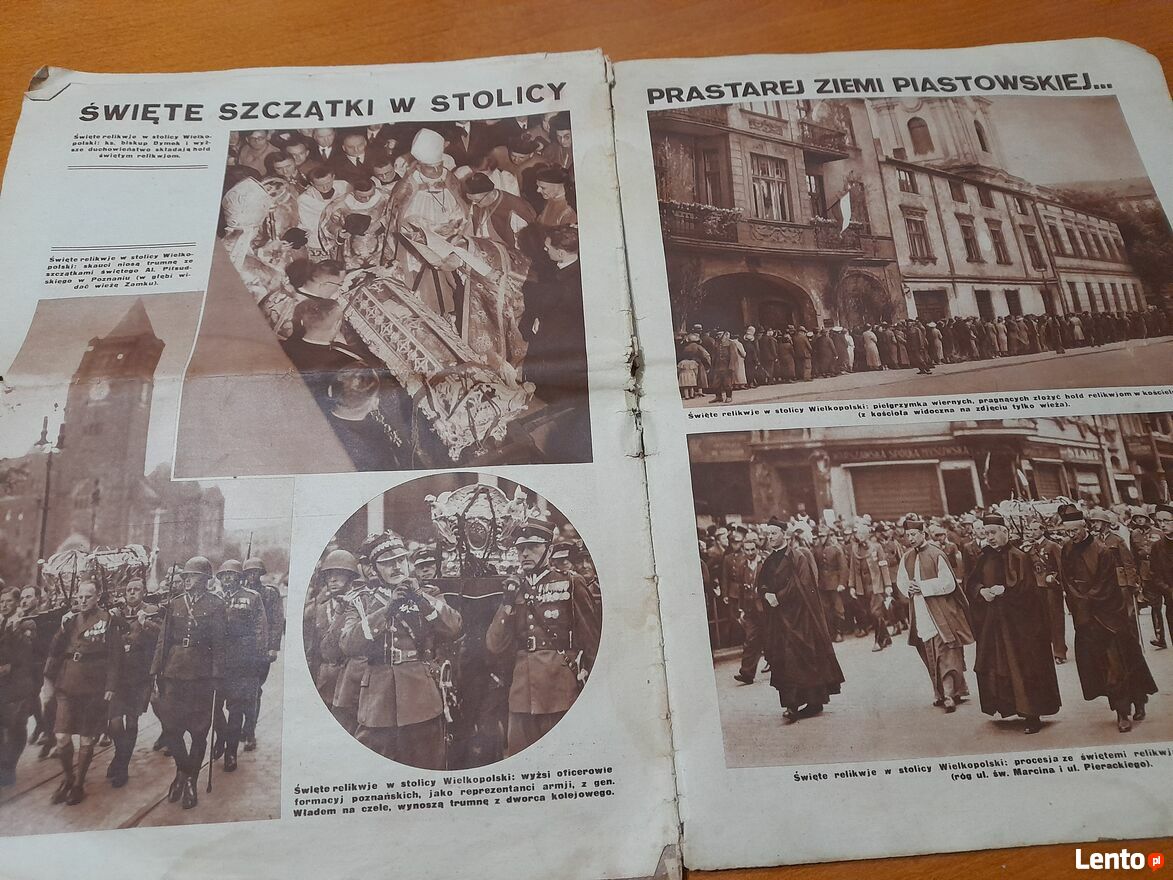 ŚWIĘTE SZCZĄTKI W STOLICY
Święte relikwje w stolicy Wielko-
polski: ks. biskup Dymek i wyż-
sze duchowieństwo składają hołd
świętym relikwjom.
Święte relikwje w stolicy Wielko-
polski: skauci niosą trumnę ze
szczątkami świętego Al. Piłsud-
skiego w Poznaniu (w głębi wi-
dać wieżę Zamku).
Święte relikwje w stolicy Wielkopolski: wyżsi oficerowie
formacyj poznańskich, jako reprezentanci armji, z gen.
Władem na czele, wynoszą trumnę z dworca kolejowego.
PRASTAREJ ZIEMI PIASTOWSKIEJ...
Święte relikwje w stolicy Wielkopolski: pielgrzymka wiernych, pragnących złożyć hołd relikwjom w kościele
(z kościoła widoczna na zdjęciu tylko wieża).
Święte relikwje w stolicy Wielkopolski: procesja ze świętemi relikwj
(róg ul. św. Marcina i ul. Pierackiego).
Lento.pl